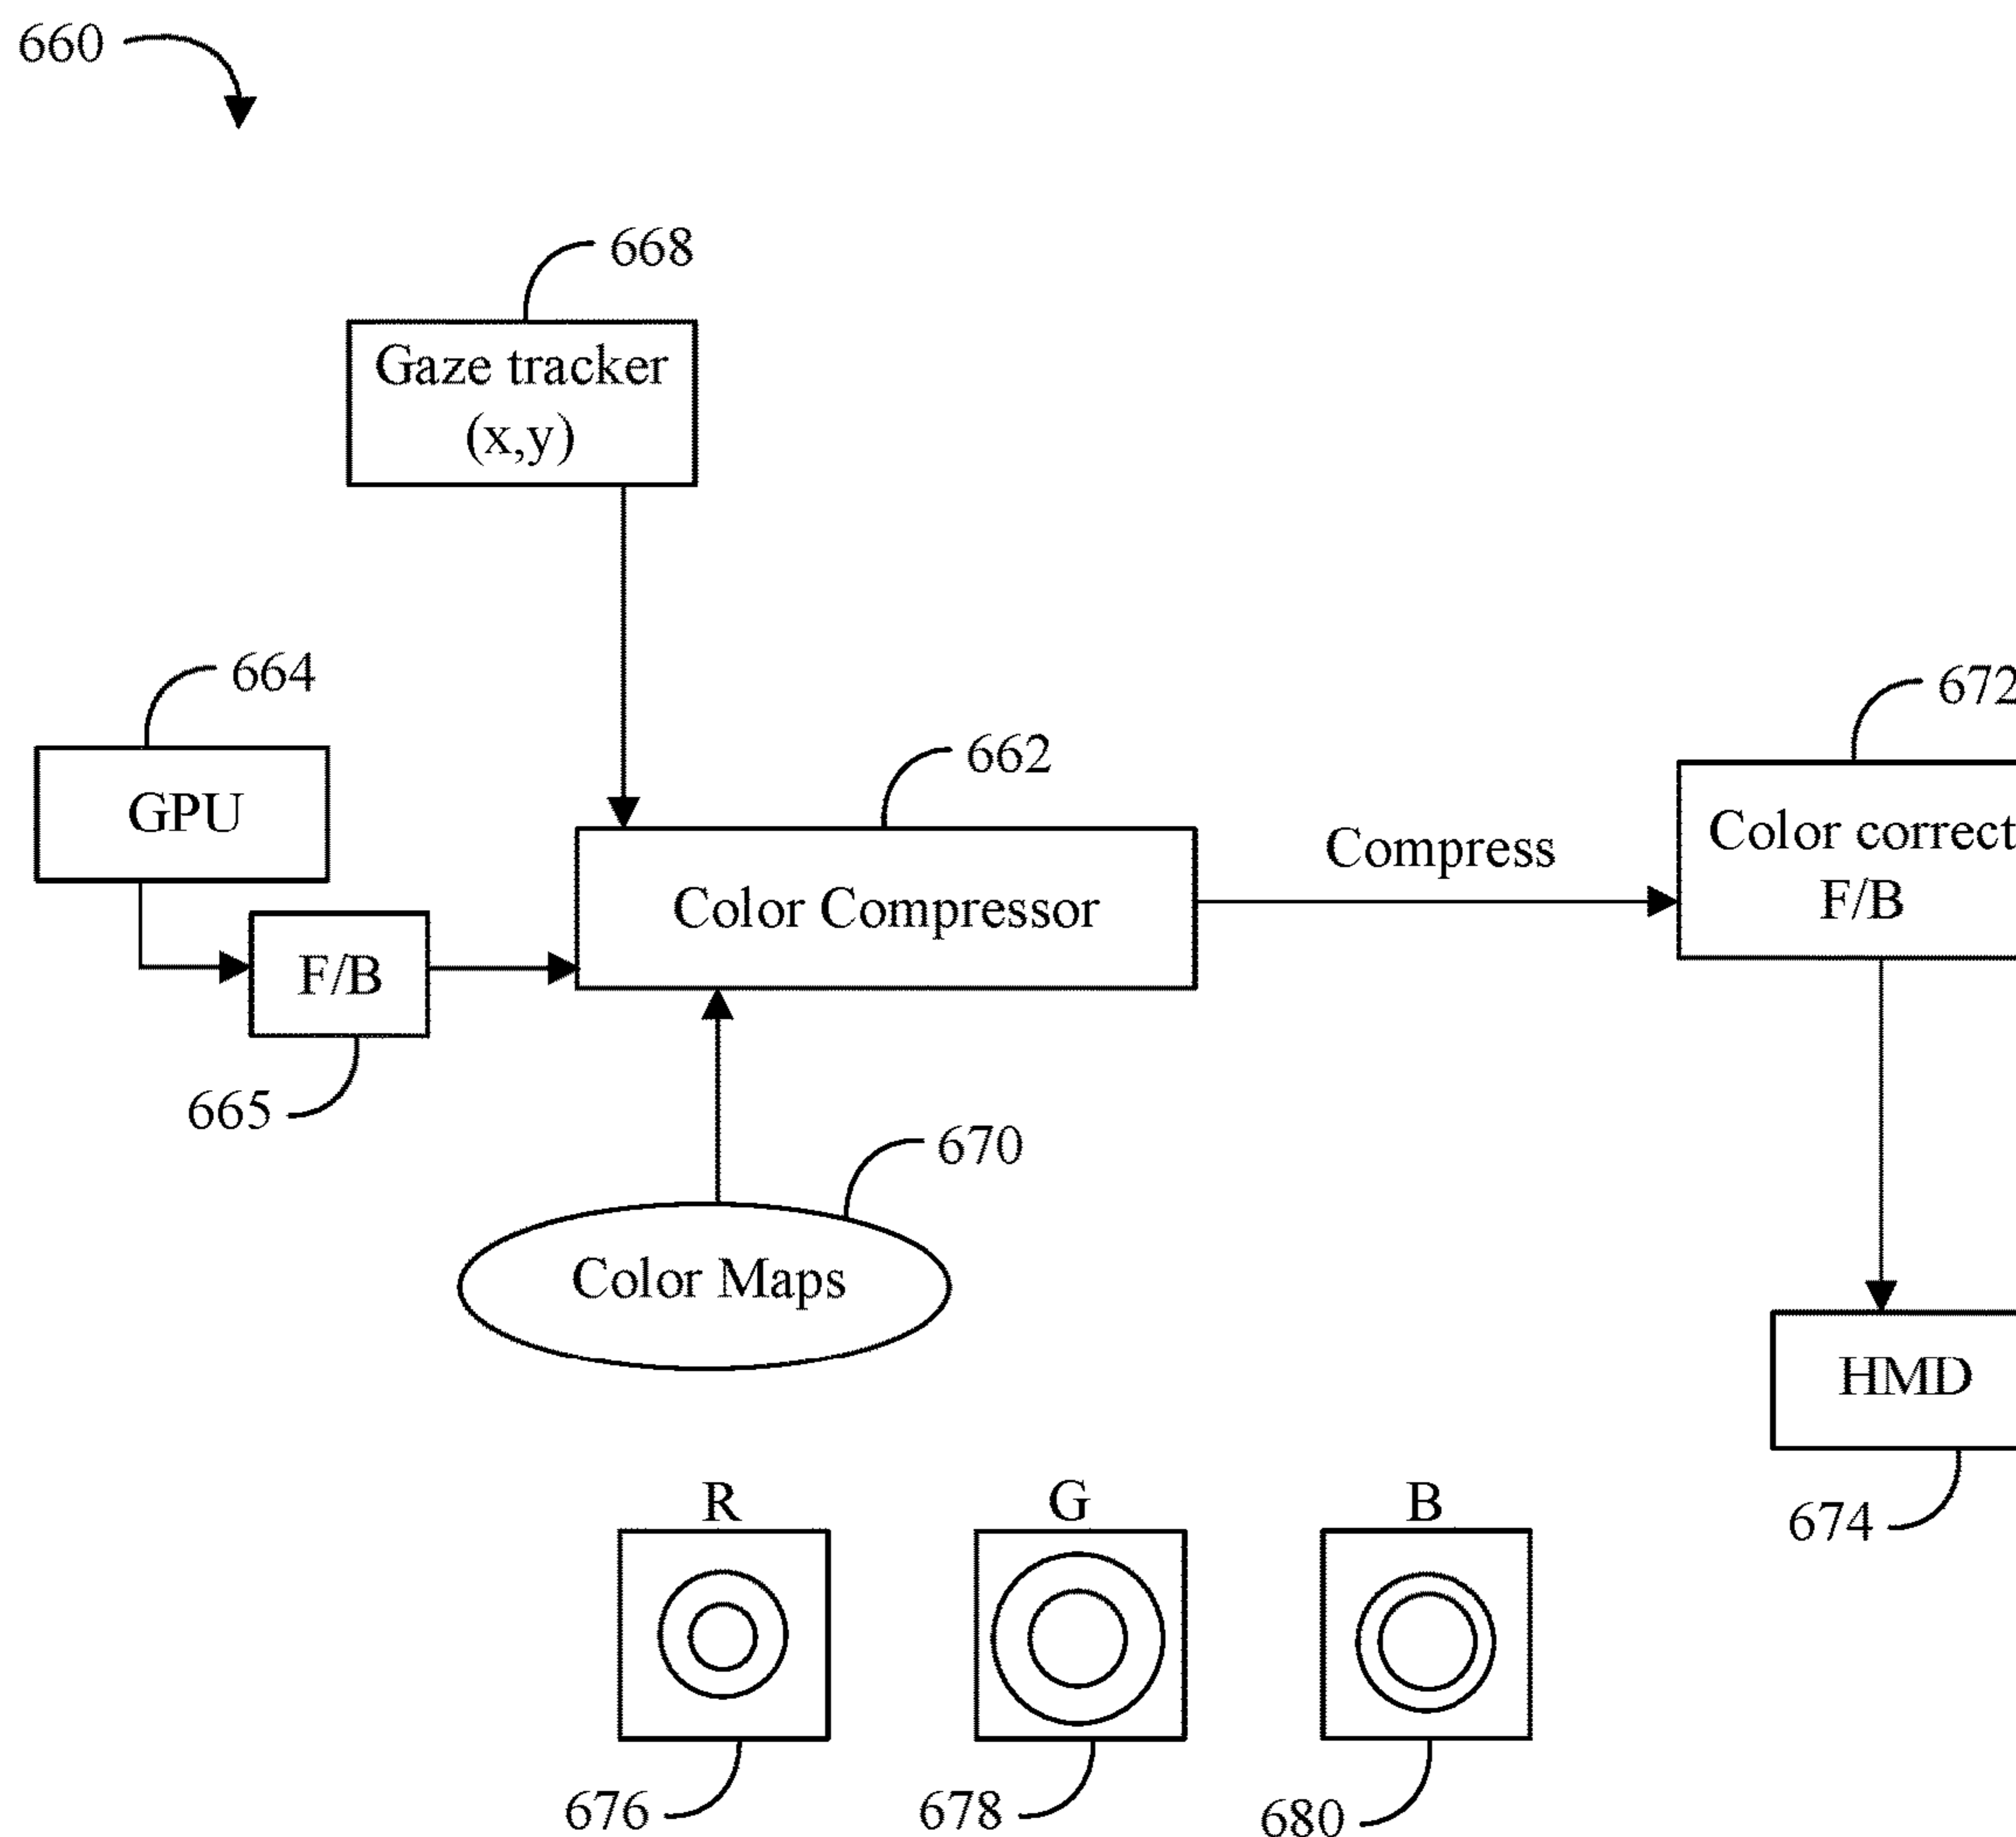 660
668
Gaze tracker
(x,y)
664
GPU
662
Color Compressor
Compress
672
Color correct
F/B
F/B
665
670
Color Maps
HMD
674
R
G
B
676
678
680